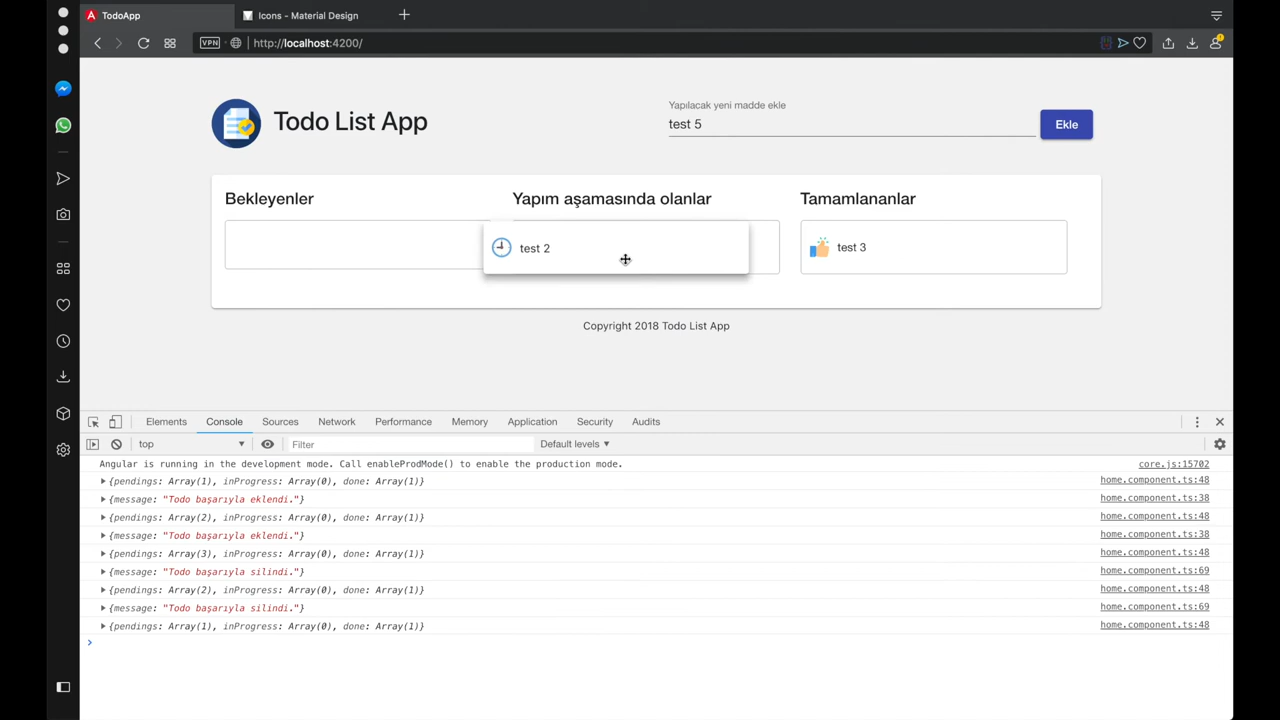 TodoApp
Icons - Material Design
VPN
http://localhost:4200/
Todo List App
Yapılacak yeni madde ekle
test 5
Ekle
Bekleyenler
Yapım aşamasında olanlar
Tamamlananlar
test 2
test 3
Copyright 2018 Todo List App
Elements Console Sources Network Performance Memory Application Security Audits
top Filter Default levels
Angular is running in the development mode. Call enableProdMode() to enable the production mode. core.js:15702
{pendings: Array(1), inProgress: Array(0), done: Array(1)} home.component.ts:48
{message: "Todo başarıyla eklendi."} home.component.ts:38
{pendings: Array(2), inProgress: Array(0), done: Array(1)} home.component.ts:48
{message: "Todo başarıyla eklendi."} home.component.ts:38
{pendings: Array(3), inProgress: Array(0), done: Array(1)} home.component.ts:48
{message: "Todo başarıyla silindi."} home.component.ts:69
{pendings: Array(2), inProgress: Array(0), done: Array(1)} home.component.ts:48
{message: "Todo başarıyla silindi."} home.component.ts:69
{pendings: Array(1), inProgress: Array(0), done: Array(1)} home.component.ts:48